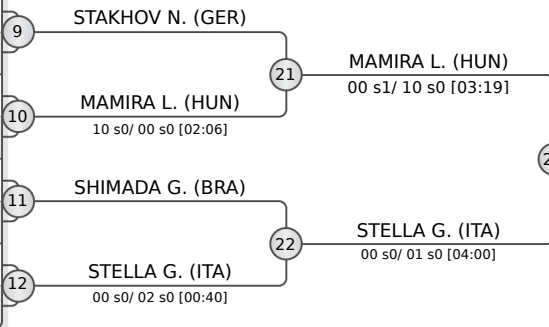 STAKHOV N. (GER)
9
21
MAMIRA L. (HUN)
00 s1/ 10 s0 [03:19]
MAMIRA L. (HUN)
10
10 s0/ 00 s0 [02:06]
2
SHIMADA G. (BRA)
11
22
STELLA G. (ITA)
00 s0/ 01 s0 [04:00]
STELLA G. (ITA)
12
00 s0/ 02 s0 [00:40]